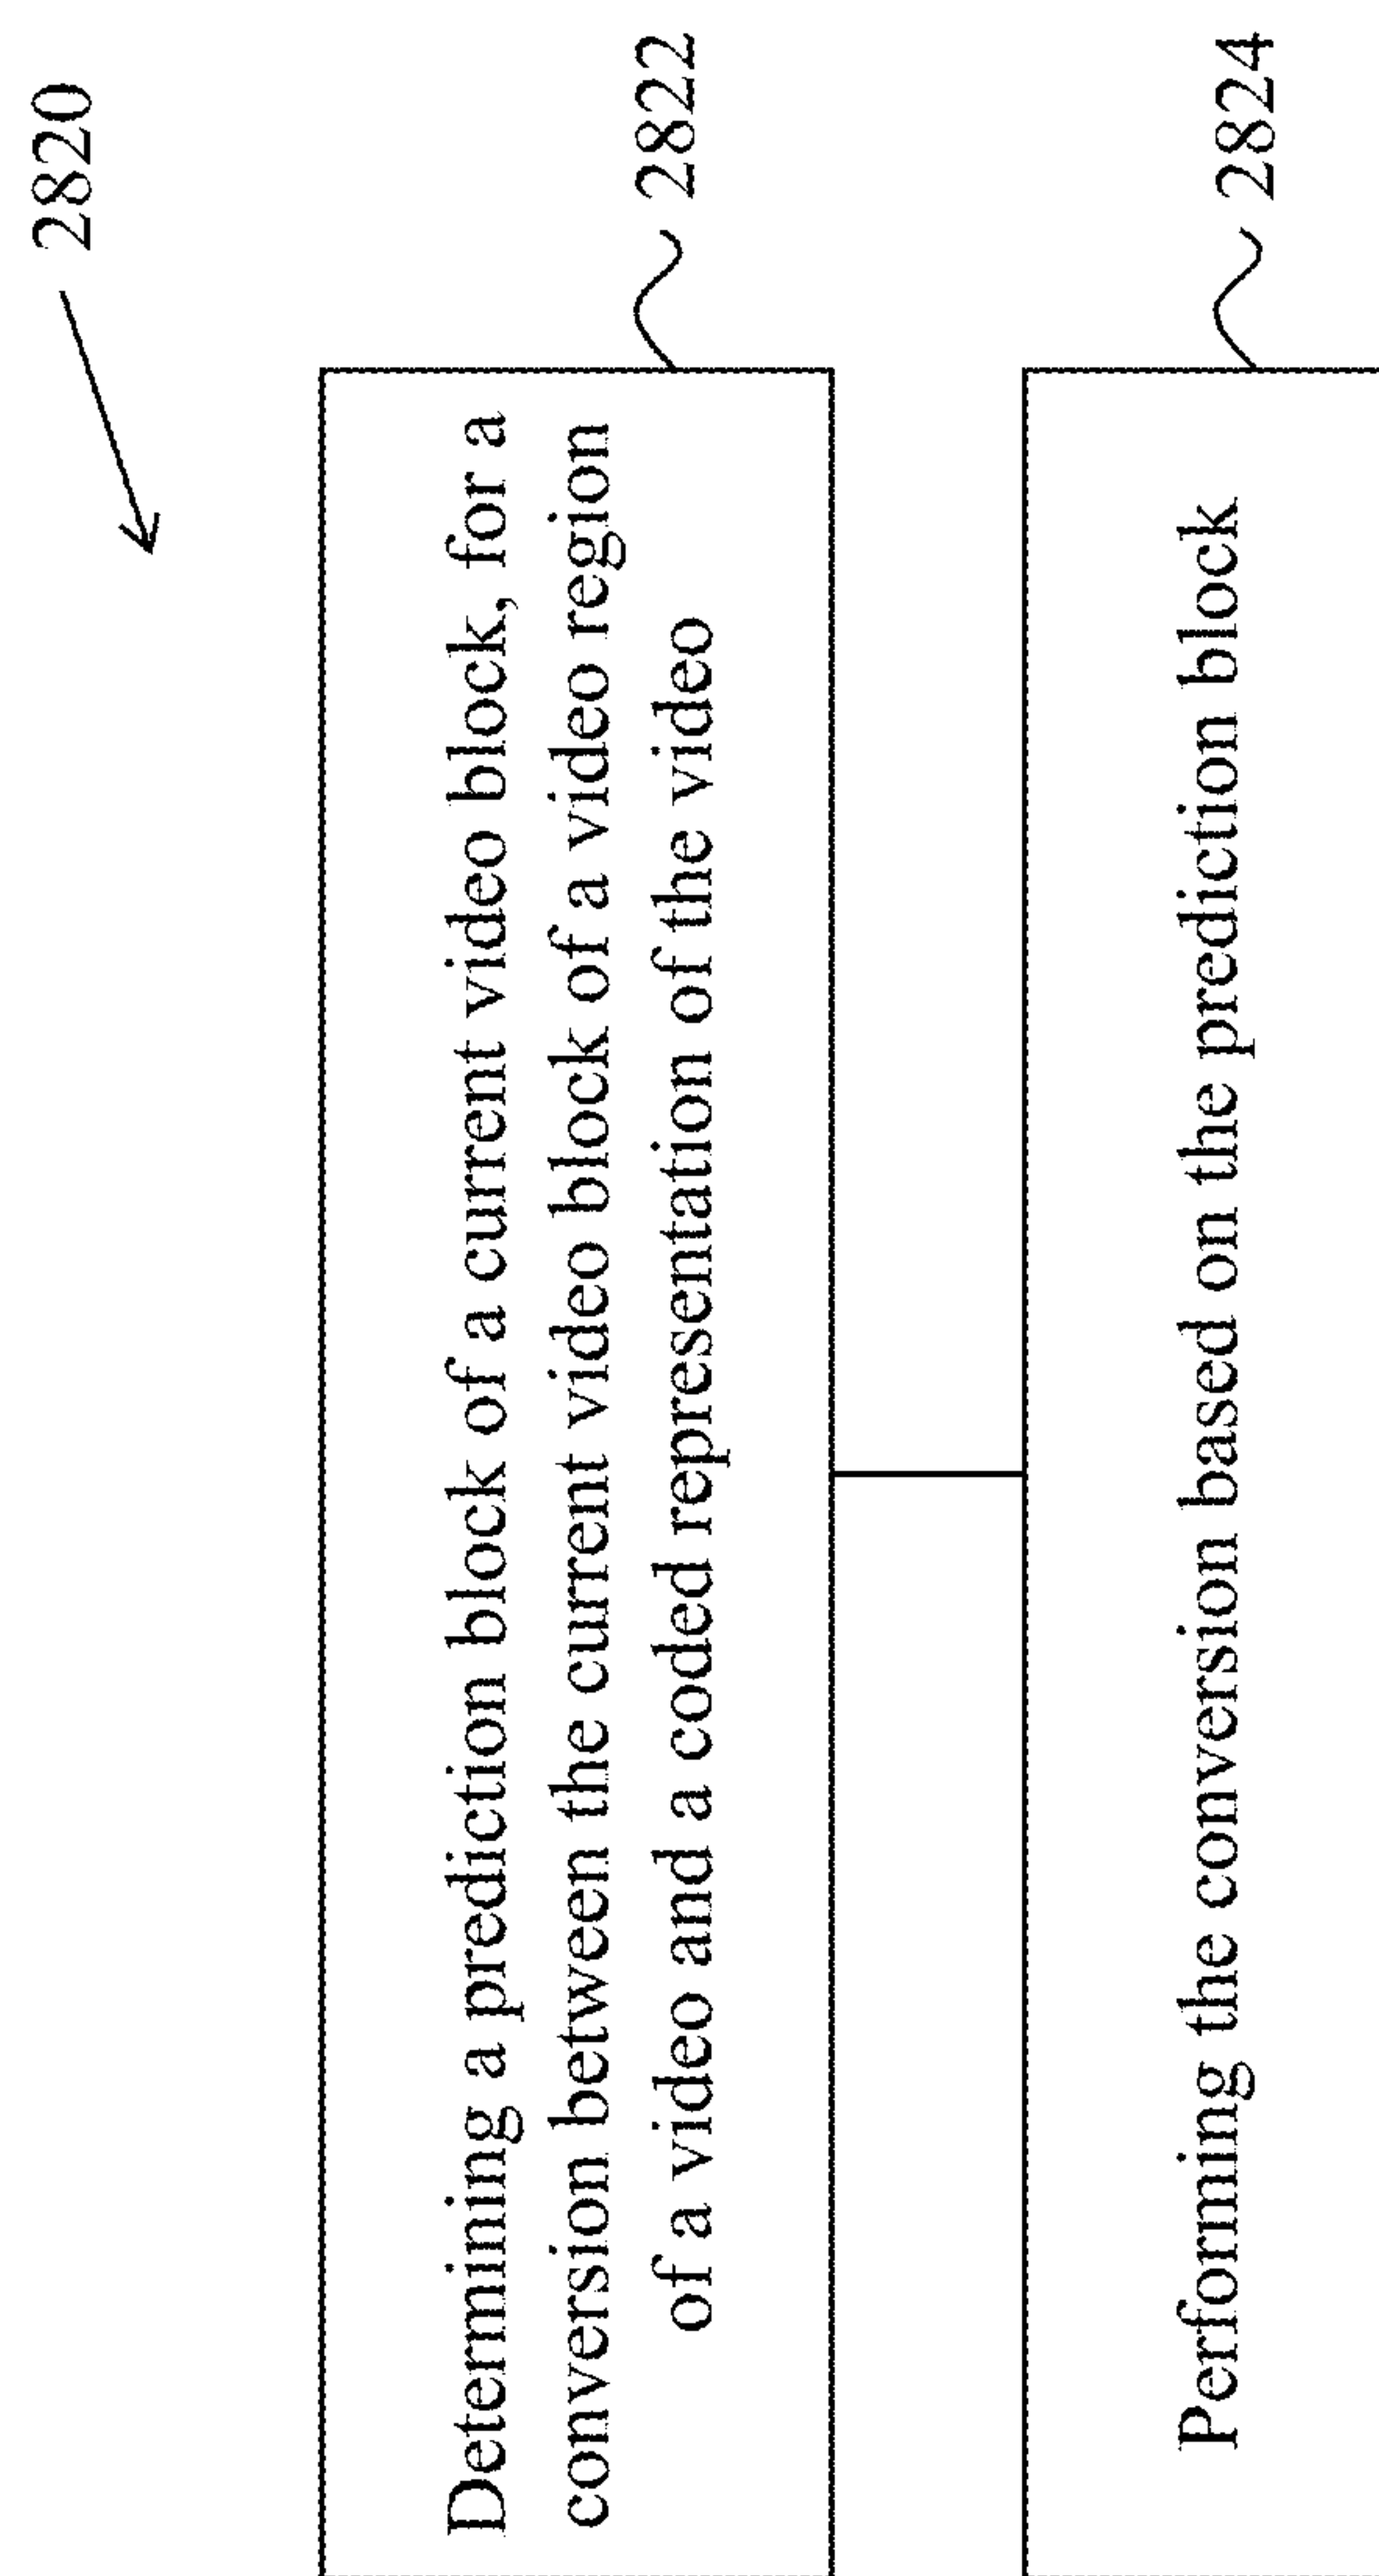 2820
Determining a prediction block of a current video block, for a
conversion between the current video block of a video region
of a video and a coded representation of the video
2822
Performing the conversion based on the prediction block
2824